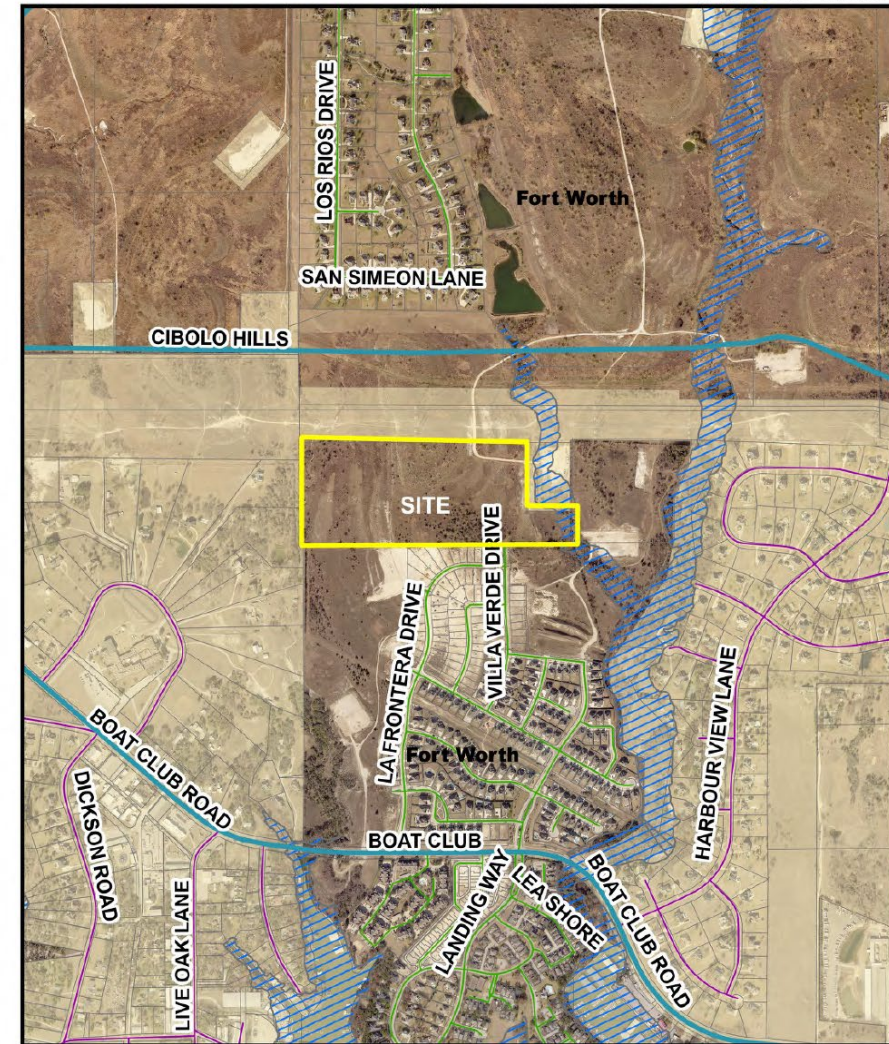 LOS RIOS DRIVE
Fort Worth
SAN SIMEON LANE
CIBOLO HILLS
SITE
VILLA VERDE DRIVE
LA FRONTERA DRIVE
HARBOUR VIEW LANE
BOAT CLUB ROAD
Fort Worth
DICKSON ROAD
BOAT CLUB
LANDING WAY
LEA SHORE
BOAT CLUB ROAD
LIVE OAK LANE